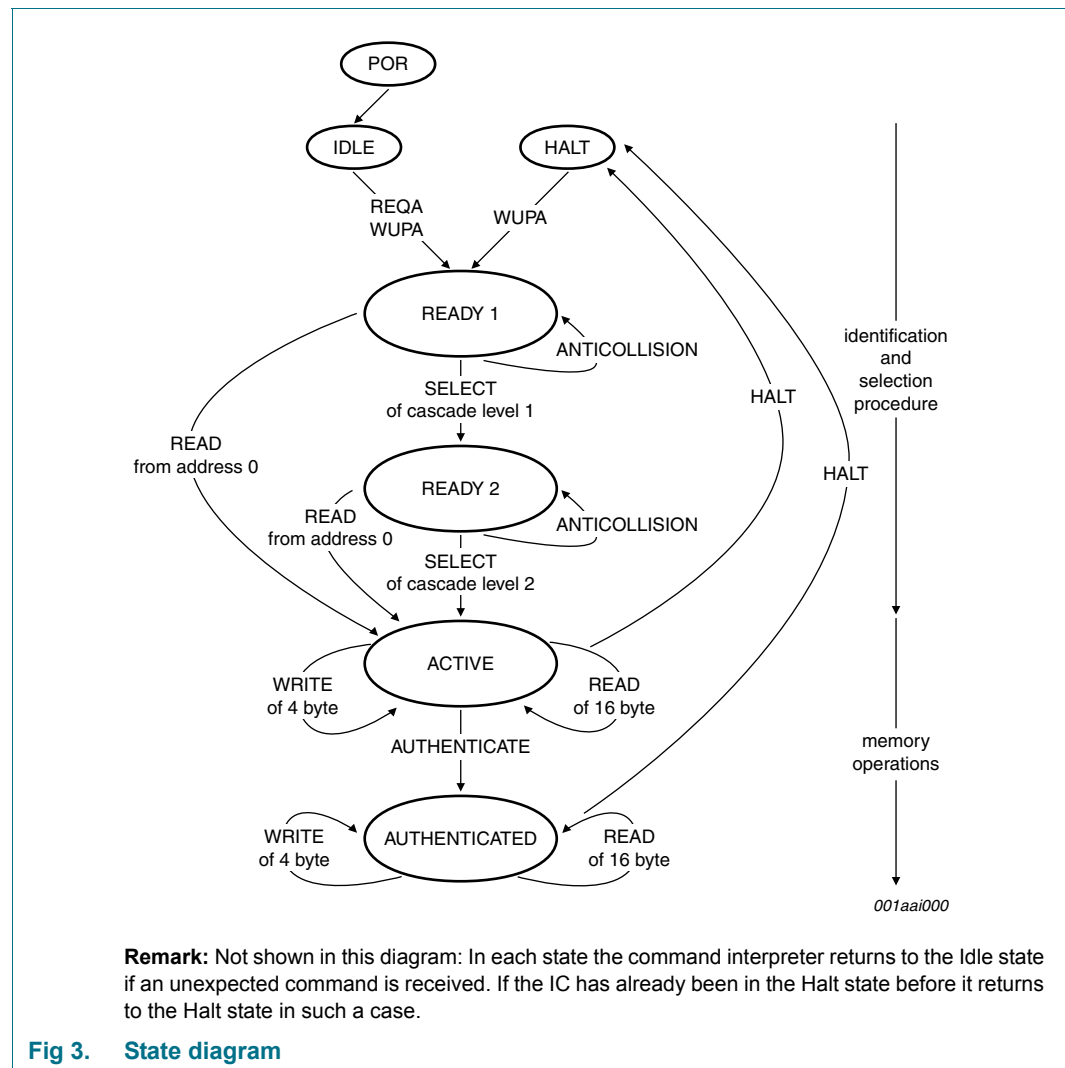 POR
IDLE
HALT
REQA
WUPA
WUPA
READY 1
ANTICOLLISION
identification
and
selection
procedure
SELECT
of cascade level 1
HALT
READ
from address 0
HALT
READY 2
READ
from address 0
ANTICOLLISION
SELECT
of cascade level 2
ACTIVE
WRITE
of 4 byte
READ
of 16 byte
AUTHENTICATE
memory
operations
AUTHENTICATED
WRITE
of 4 byte
READ
of 16 byte
001aai000
Remark: Not shown in this diagram: In each state the command interpreter returns to the Idle state
if an unexpected command is received. If the IC has already been in the Halt state before it returns
to the Halt state in such a case.
Fig 3. State diagram